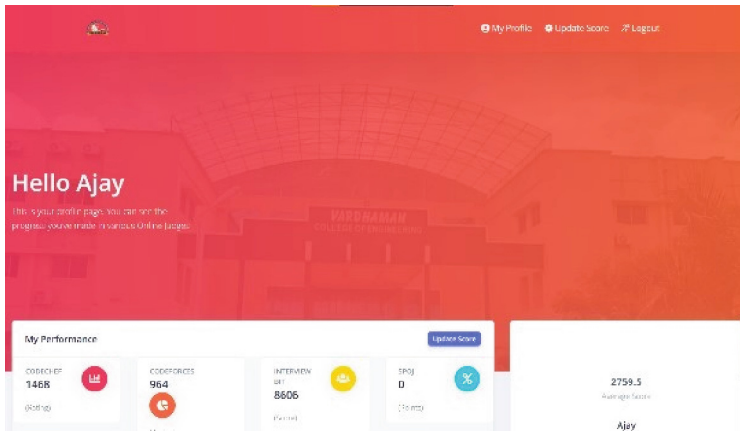 My Profile
Update Score
Logout
VARDHAMAN
COLLEGE OF ENGINEERING
Hello Ajay
This is your profile page. You can see the
progress you've made in various Online Judges.
My Performance
Update Score
CODECHEF
1468
(Rating)
CODEFORCES
964
INTERVIEW
BIT
8606
(Points)
SPOJ
0
(Points)
2759.5
Average Score
Ajay